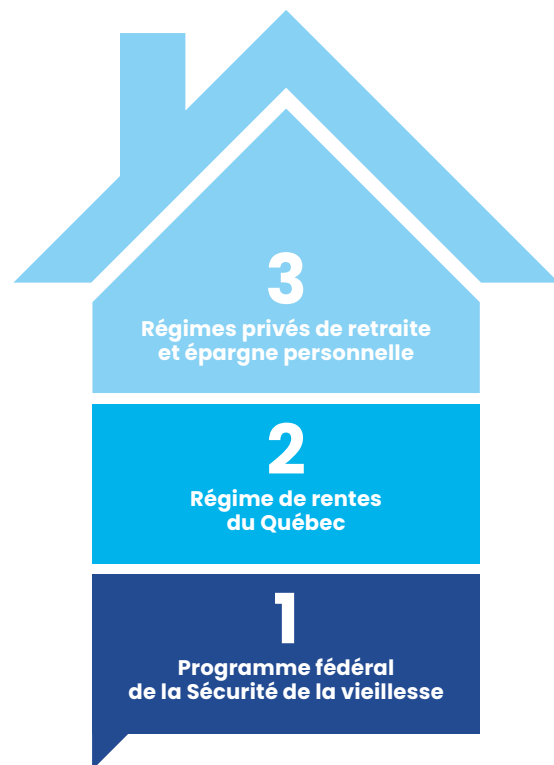 3
Régimes privés de retraite
et épargne personnelle
2
Régime de rentes
du Québec
1
Programme fédéral
de la Sécurité de la vieillesse